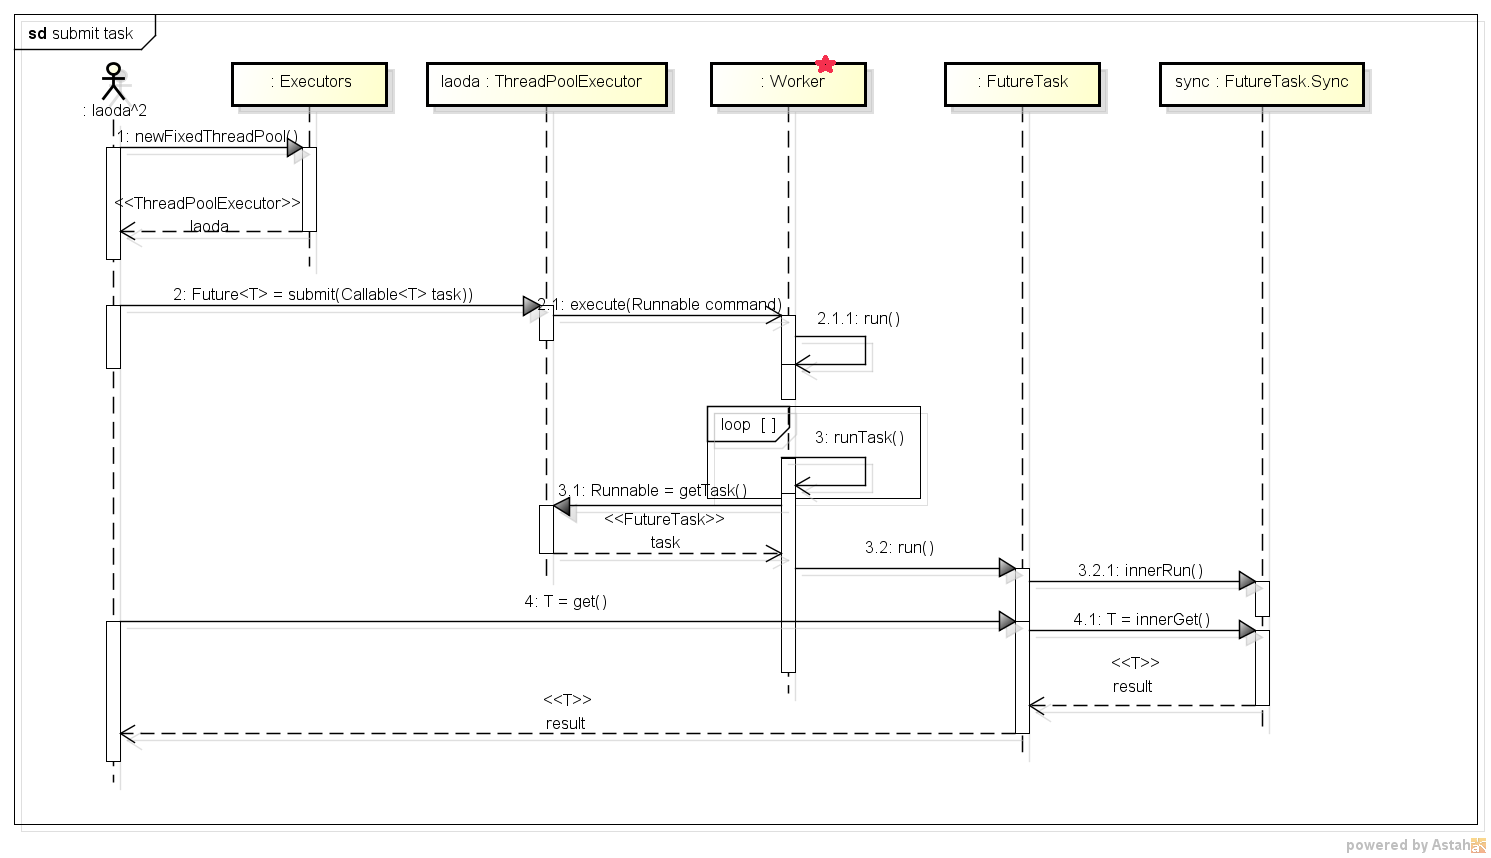 sd submit task
: laoda^2
: Executors
laoda : ThreadPoolExecutor
: Worker
: FutureTask
sync : FutureTask.Sync
1: newFixedThreadPool()
<<ThreadPoolExecutor>>
laoda
2: Future<T> = submit(Callable<T> task))
2.1: execute(Runnable command)
2.1.1: run()
loop [ ]
3: runTask()
3.1: Runnable = getTask()
<<FutureTask>>
task
3.2: run()
3.2.1: innerRun()
4: T = get()
4.1: T = innerGet()
<<T>>
result
<<T>>
result
powered by Astah